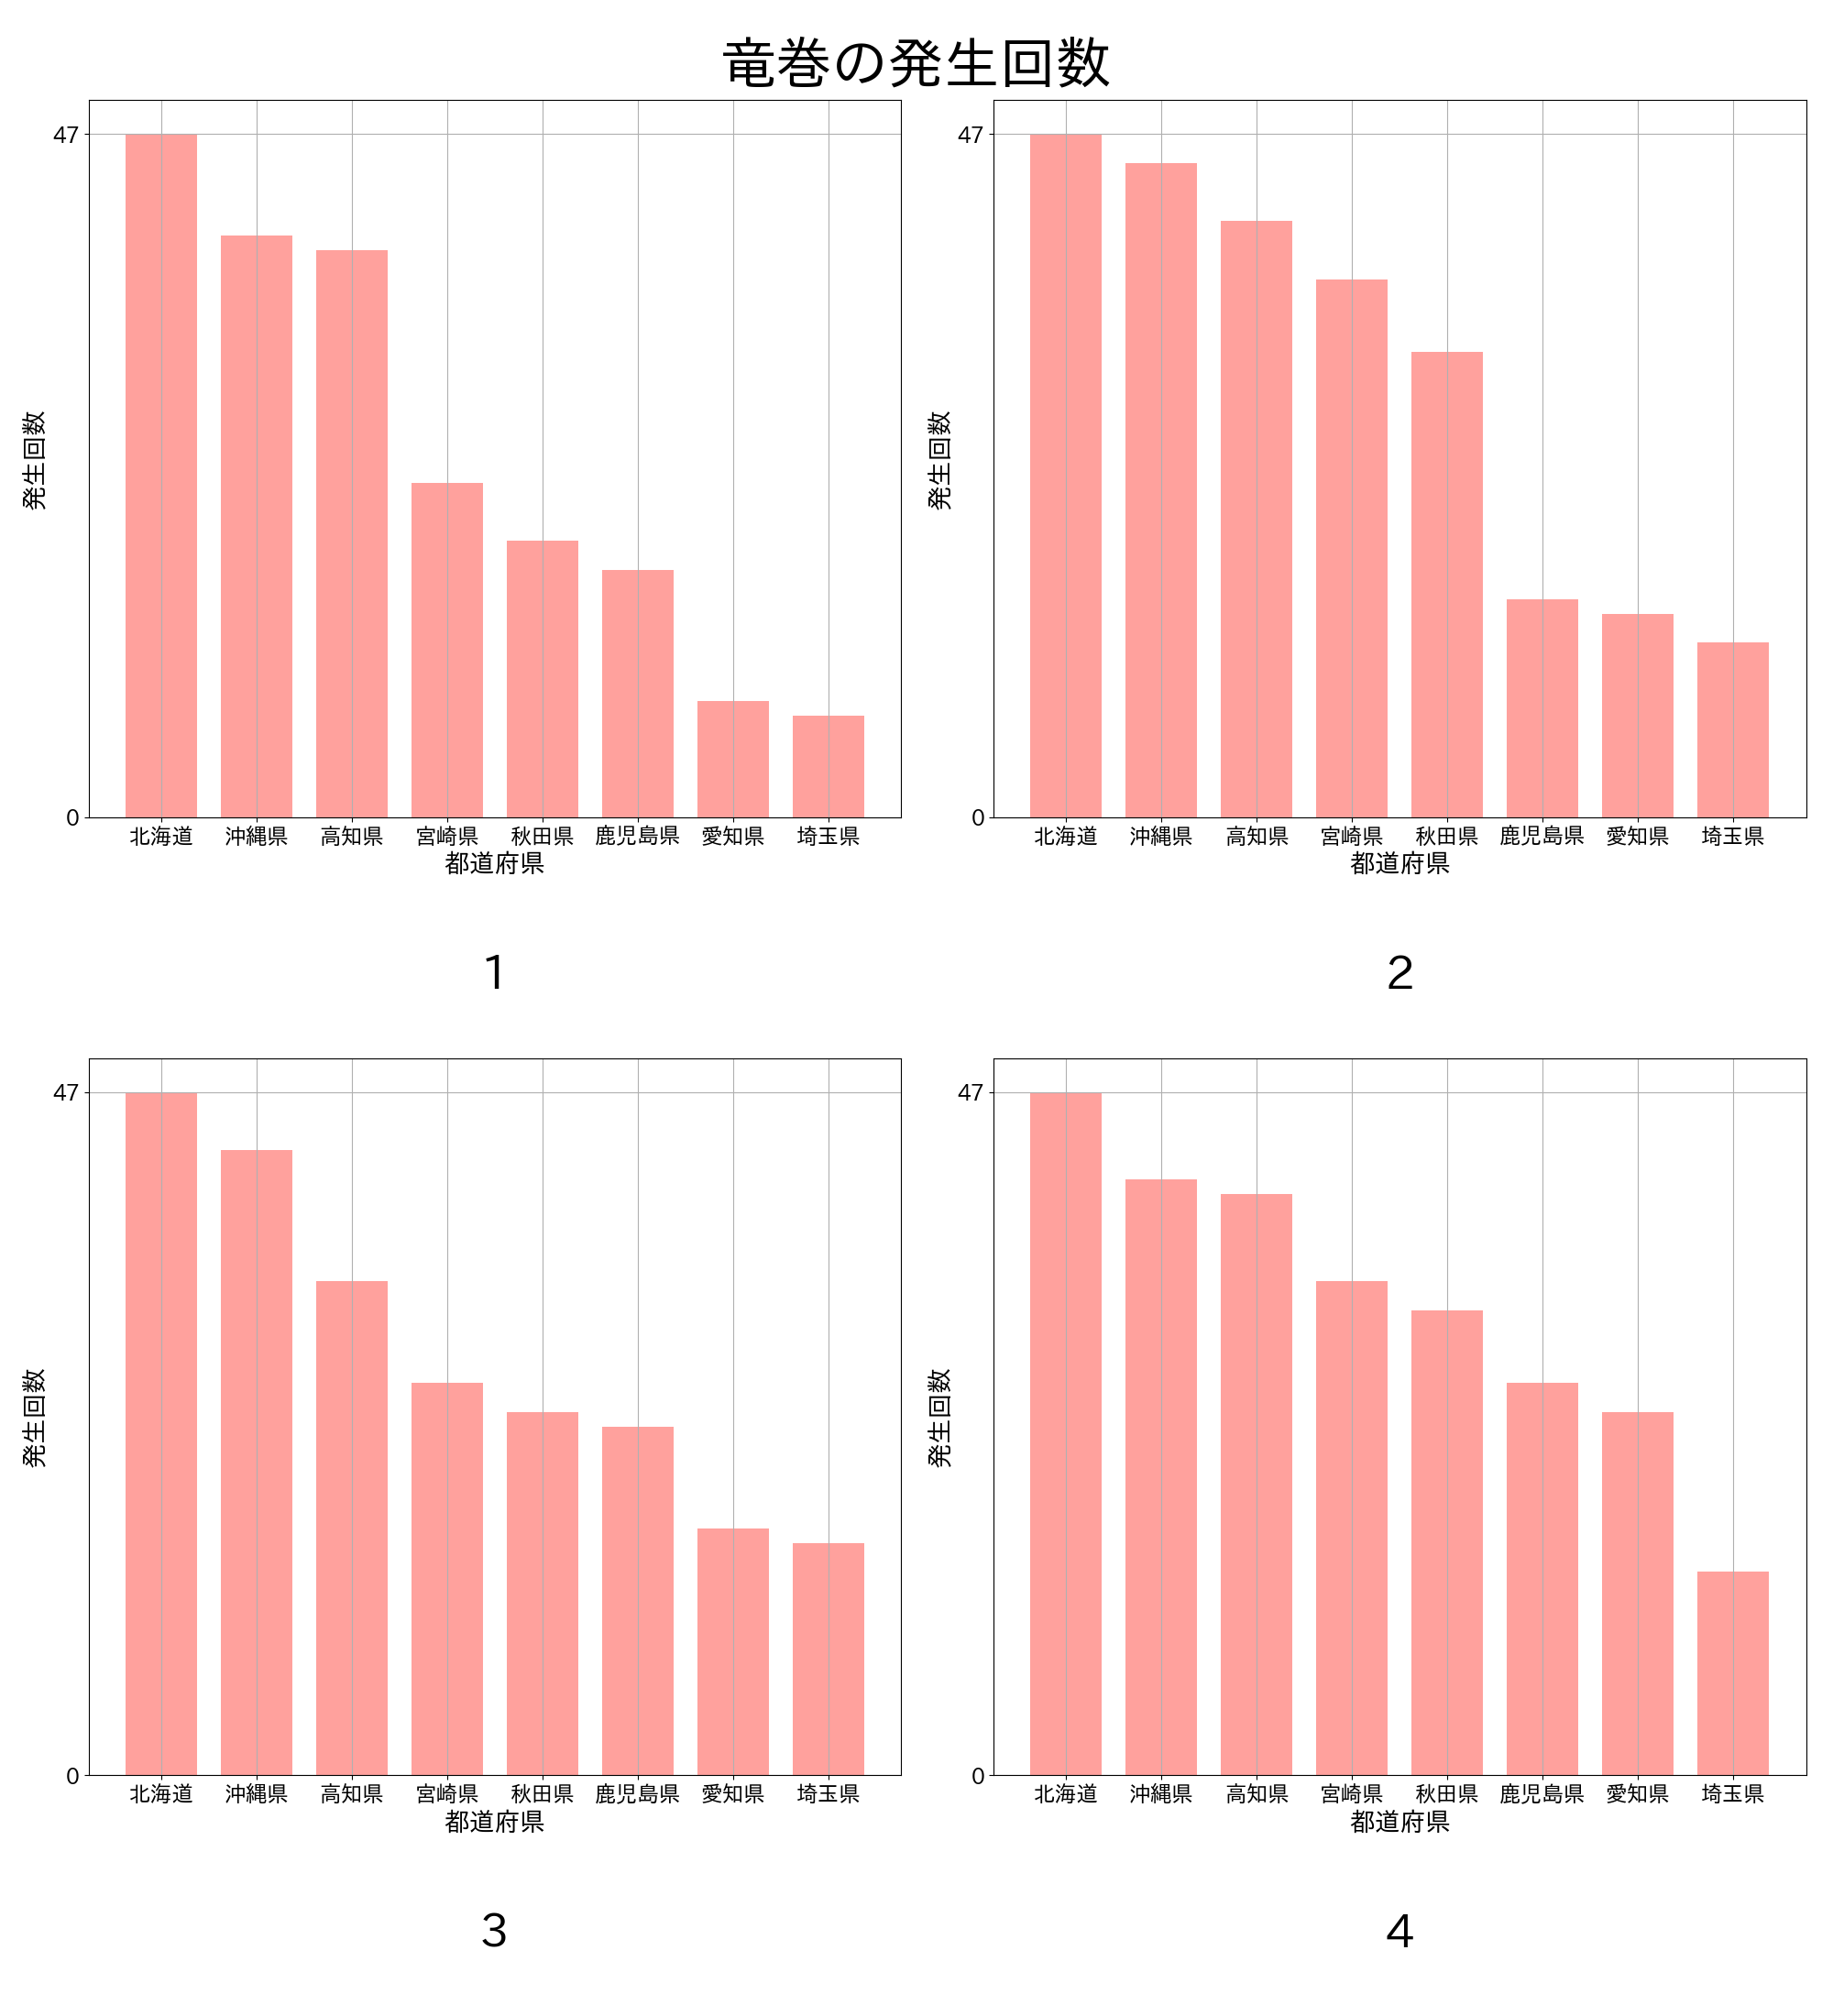 竜巻の発生回数
47
0
発生回数
北海道 沖縄県 高知県 宮崎県 秋田県 鹿児島県 愛知県 埼玉県
都道府県
1
47
0
発生回数
北海道 沖縄県 高知県 宮崎県 秋田県 鹿児島県 愛知県 埼玉県
都道府県
2
47
0
発生回数
北海道 沖縄県 高知県 宮崎県 秋田県 鹿児島県 愛知県 埼玉県
都道府県
3
47
0
発生回数
北海道 沖縄県 高知県 宮崎県 秋田県 鹿児島県 愛知県 埼玉県
都道府県
4